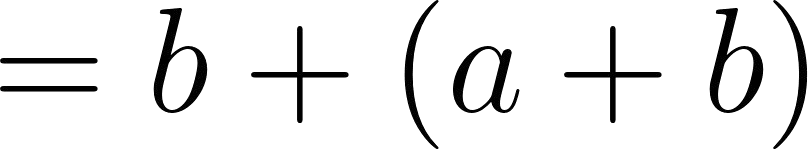 = b + (a + b)